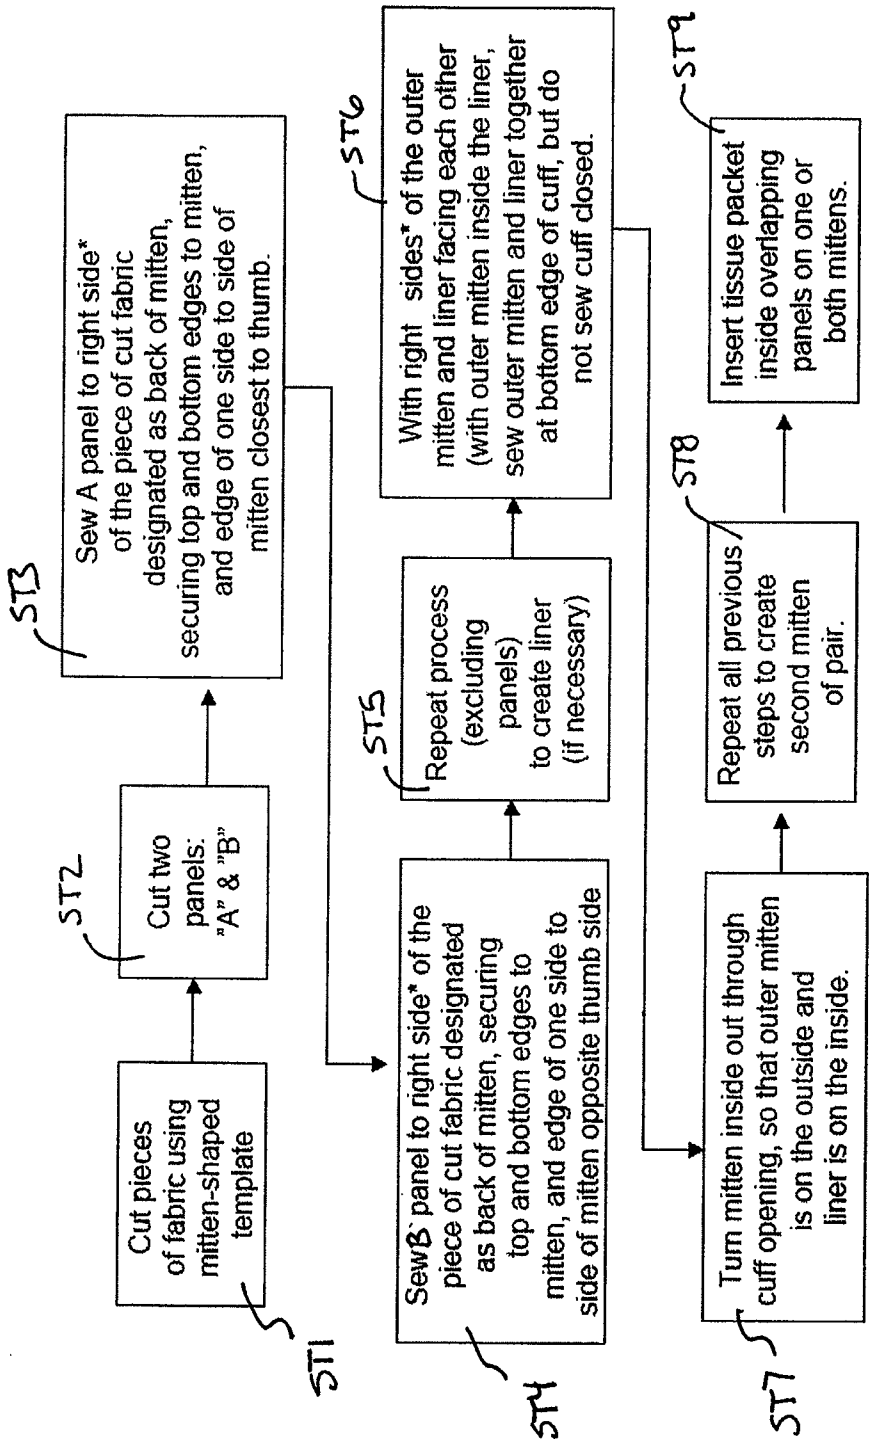 ST1
Cut pieces
of fabric using
mitten-shaped
template
ST2
Cut two
panels:
"A" & "B"
ST3
Sew A panel to right side*
of the piece of cut fabric
designated as back of mitten,
securing top and bottom edges to mitten,
and edge of one side to side of
mitten closest to thumb.
ST4
SewB panel to right side* of the
piece of cut fabric designated
as back of mitten, securing
top and bottom edges to
mitten, and edge of one side to
side of mitten opposite thumb side
ST5
Repeat process
(excluding
panels)
to create liner
(if necessary)
ST6
With right sides* of the outer
mitten and liner facing each other
(with outer mitten inside the liner,
sew outer mitten and liner together
at bottom edge of cuff, but do
not sew cuff closed.
ST7
Turn mitten inside out through
cuff opening, so that outer mitten
is on the outside and
liner is on the inside.
ST8
Repeat all previous
steps to create
second mitten
of pair.
ST9
Insert tissue packet
inside overlapping
panels on one or
both mittens.